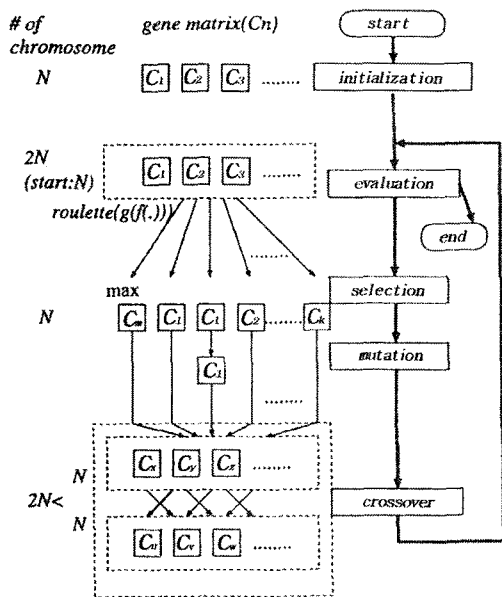 # of chromosome
gene matrix(Cn)
start
N
C1 C2 C3 ........
initialization
2N
(start:N)
C1 C2 C3 ........
evaluation
roulette(g(f(.)))
end
........
max
selection
N
Cm C1 C1 C2 ........ Ck
mutation
C1
........
N
Cx Cy Cz ........
2N<
crossover
N
Cu Cv Cw ........